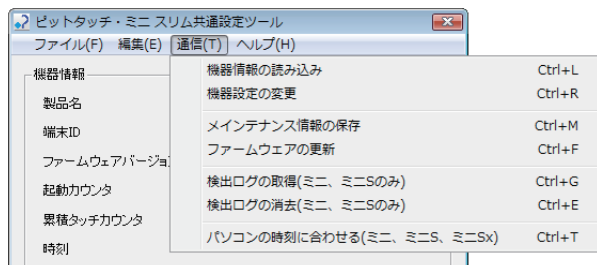 ピットタッチ・ミニ スリム共通設定ツール
ファイル(F) 編集(E) 通信(T) ヘルプ(H)
機器情報
機器情報の読み込み Ctrl+L
機器設定の変更 Ctrl+R
メインテナンス情報の保存 Ctrl+M
ファームウェアの更新 Ctrl+F
検出ログの取得(ミニ、ミニSのみ) Ctrl+G
検出ログの消去(ミニ、ミニSのみ) Ctrl+E
パソコンの時刻に合わせる(ミニ、ミニS、ミニSx) Ctrl+T
製品名
端末ID
ファームウェアバージョ
起動カウンタ
累積タッチカウンタ
時刻